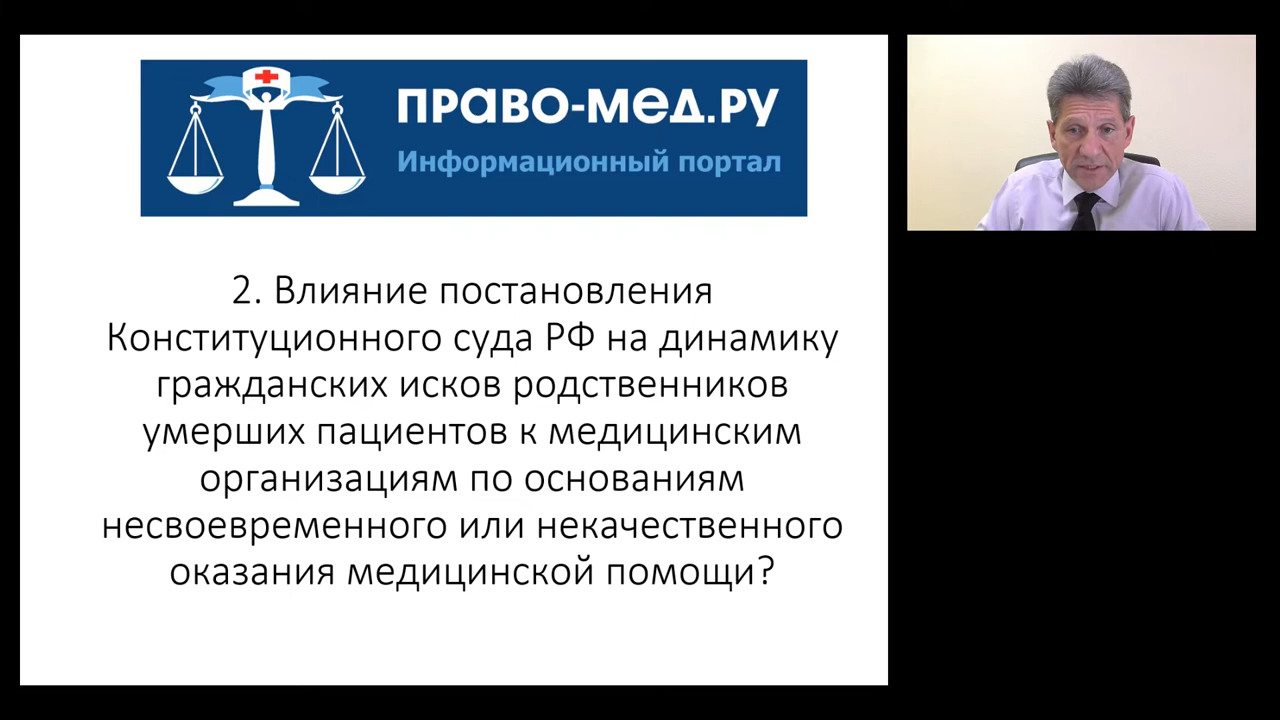 ПРАВО-МЕД.РУ
Информационный портал
2. Влияние постановления
Конституционного суда РФ на динамику
гражданских исков родственников
умерших пациентов к медицинским
организациям по основаниям
несвоевременного или некачественного
оказания медицинской помощи?